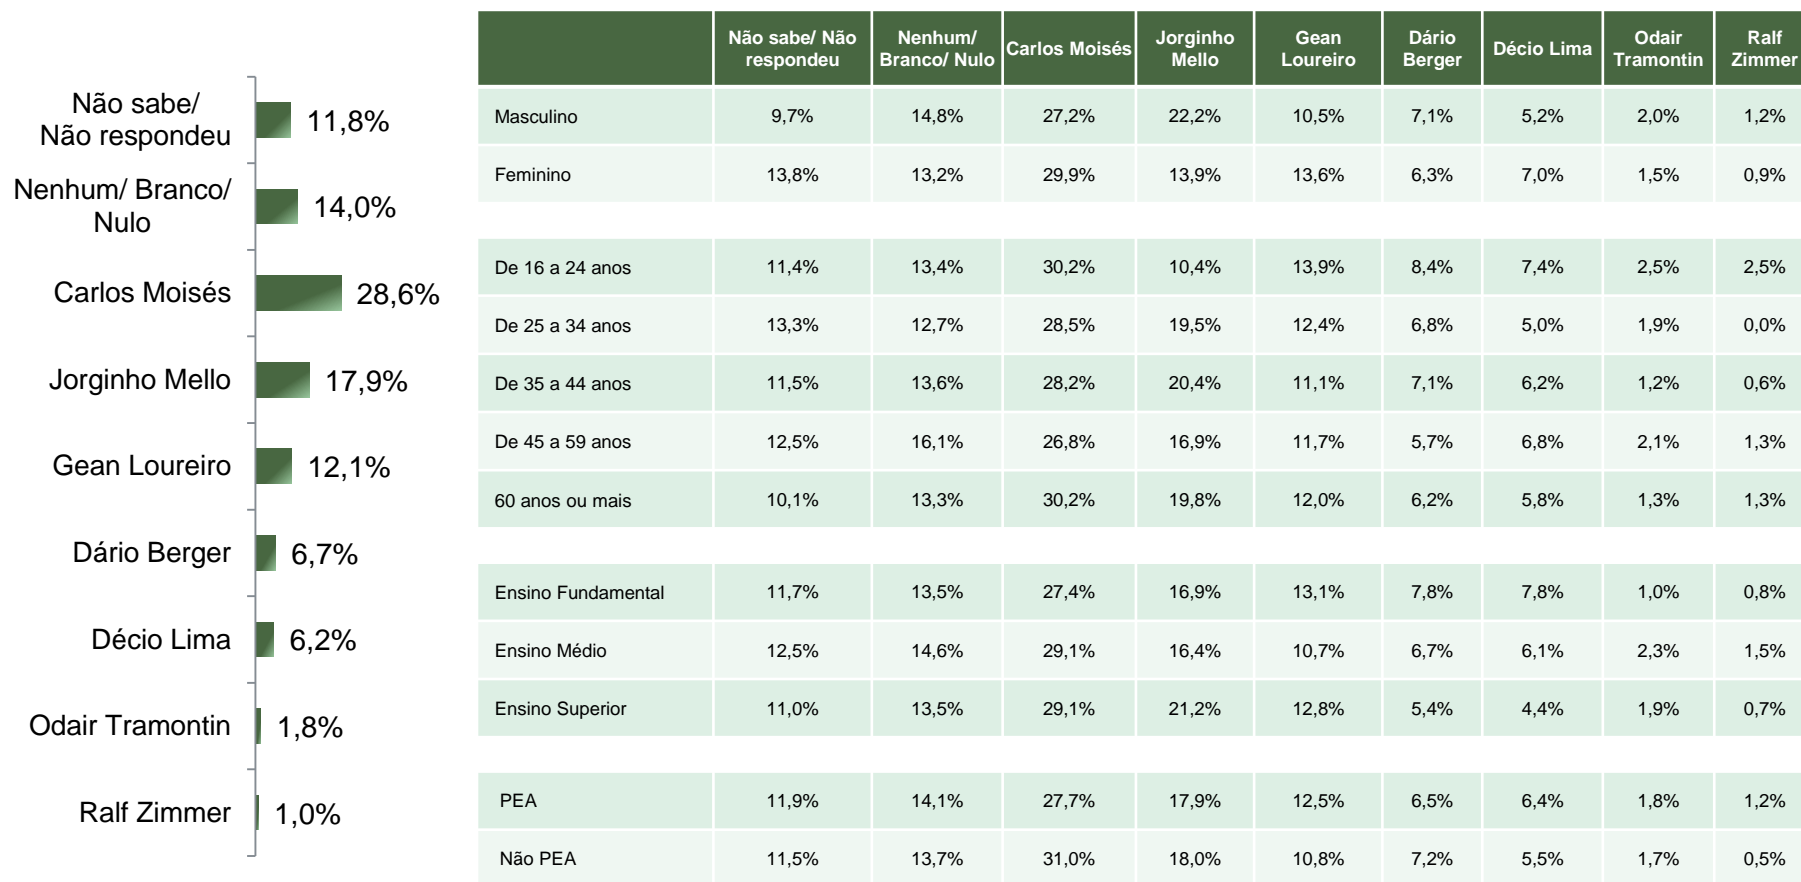 Não sabe/
Não respondeu
11,8%
Nenhum/ Branco/
Nulo
14,0%
Carlos Moisés
28,6%
Jorginho Mello
17,9%
Gean Loureiro
12,1%
Dário Berger
6,7%
Décio Lima
6,2%
Odair Tramontin
1,8%
Ralf Zimmer
1,0%
Não sabe/ Não respondeu Nenhum/ Branco/ Nulo Carlos Moisés Jorginho Mello Gean Loureiro Dário Berger Décio Lima Odair Tramontin Ralf Zimmer
Masculino 9,7% 14,8% 27,2% 22,2% 10,5% 7,1% 5,2% 2,0% 1,2%
Feminino 13,8% 13,2% 29,9% 13,9% 13,6% 6,3% 7,0% 1,5% 0,9%
De 16 a 24 anos 11,4% 13,4% 30,2% 10,4% 13,9% 8,4% 7,4% 2,5% 2,5%
De 25 a 34 anos 13,3% 12,7% 28,5% 19,5% 12,4% 6,8% 5,0% 1,9% 0,0%
De 35 a 44 anos 11,5% 13,6% 28,2% 20,4% 11,1% 7,1% 6,2% 1,2% 0,6%
De 45 a 59 anos 12,5% 16,1% 26,8% 16,9% 11,7% 5,7% 6,8% 2,1% 1,3%
60 anos ou mais 10,1% 13,3% 30,2% 19,8% 12,0% 6,2% 5,8% 1,3% 1,3%
Ensino Fundamental 11,7% 13,5% 27,4% 16,9% 13,1% 7,8% 7,8% 1,0% 0,8%
Ensino Médio 12,5% 14,6% 29,1% 16,4% 10,7% 6,7% 6,1% 2,3% 1,5%
Ensino Superior 11,0% 13,5% 29,1% 21,2% 12,8% 5,4% 4,4% 1,9% 0,7%
PEA 11,9% 14,1% 27,7% 17,9% 12,5% 6,5% 6,4% 1,8% 1,2%
Não PEA 11,5% 13,7% 31,0% 18,0% 10,8% 7,2% 5,5% 1,7% 0,5%